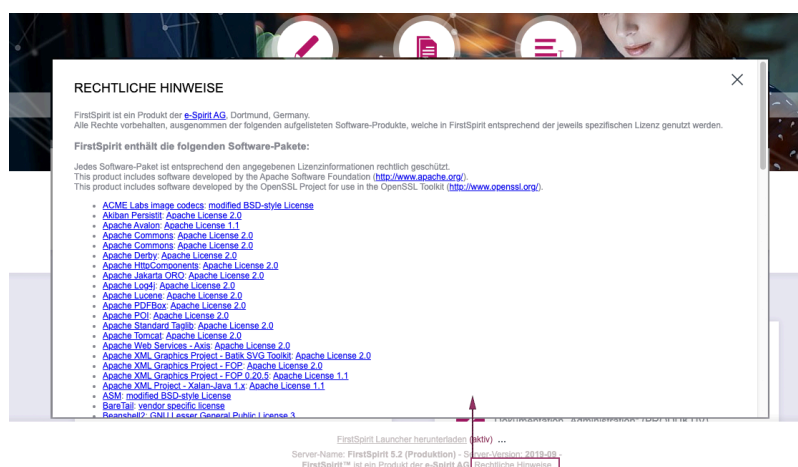 RECHTLICHE HINWEISE
FirstSpirit ist ein Produkt der e-Spirit AG, Dortmund, Germany.
Alle Rechte vorbehalten, ausgenommen der folgenden aufgelisteten Software-Produkte, welche in FirstSpirit entsprechend der jeweils spezifischen Lizenz genutzt werden.
FirstSpirit enthält die folgenden Software-Pakete:
Jedes Software-Paket ist entsprechend den angegebenen Lizenzinformationen rechtlich geschützt.
This product includes software developed by the Apache Software Foundation (http://www.apache.org/).
This product includes software developed by the OpenSSL Project for use in the OpenSSL Toolkit (http://www.openssl.org/).
ACME Labs image codecs: modified BSD-style License
Akiban Persistit: Apache License 2.0
Apache Avalon: Apache License 1.1
Apache Commons: Apache License 2.0
Apache Commons: Apache License 2.0
Apache Derby: Apache License 2.0
Apache HttpComponents: Apache License 2.0
Apache Jakarta ORO: Apache License 2.0
Apache Log4j: Apache License 2.0
Apache Lucene: Apache License 2.0
Apache PDFBox: Apache License 2.0
Apache POI: Apache License 2.0
Apache Standard Taglib: Apache License 2.0
Apache Tomcat: Apache License 2.0
Apache Web Services - Axis: Apache License 2.0
Apache XML Graphics Project - Batik SVG Toolkit: Apache License 2.0
Apache XML Graphics Project - FOP: Apache License 2.0
Apache XML Graphics Project - FOP 0.20.5: Apache License 1.1
Apache XML Project - Xalan-Java 1.x: Apache License 1.1
ASM: modified BSD-style License
BareTail: vendor specific license
Beanshell2: GNU Lesser General Public License 3
Dokumentation, Administration: (PRODUKTIV)
FirstSpirit Launcher herunterladen (aktiv) ...
Server-Name: FirstSpirit 5.2 (Produktion) - Server-Version: 2019-09 -
FirstSpirit™ ist ein Produkt der e-Spirit AG Rechtliche Hinweise